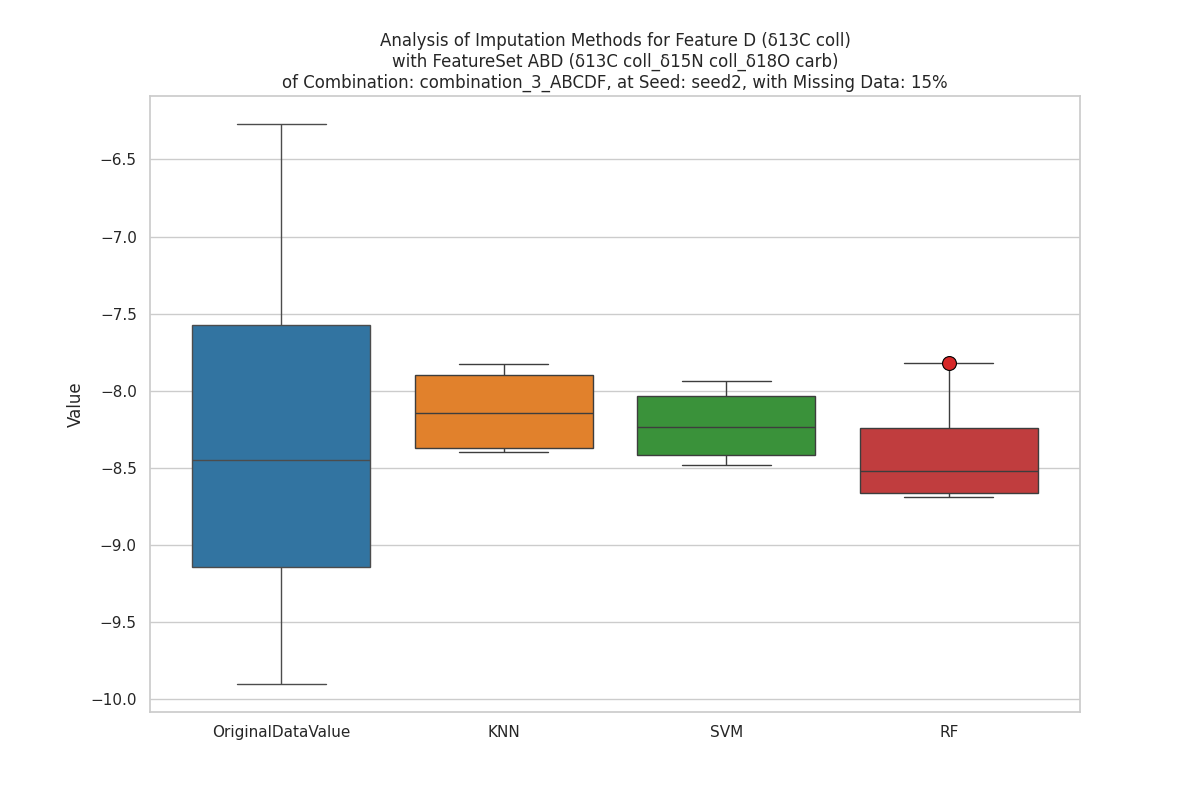 Analysis of Imputation Methods for Feature D (δ13C coll)
with FeatureSet ABD (δ13C coll_δ15N coll_δ18O carb)
of Combination: combination_3_ABCDF, at Seed: seed2, with Missing Data: 15%
−6.5
−7.0
−7.5
−8.0
−8.5
−9.0
−9.5
−10.0
Value
OriginalDataValue
KNN
SVM
RF